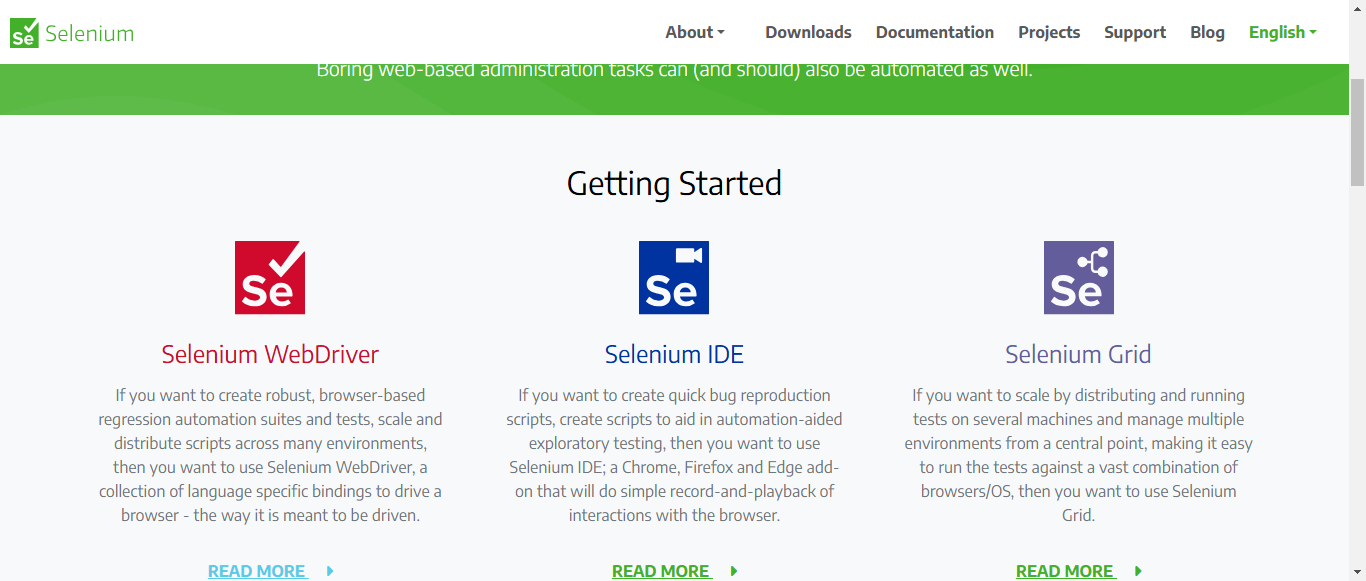 Se Selenium
About Downloads Documentation Projects Support Blog English
Boring web-based administration tasks can (and should) also be automated as well.
Getting Started
Se
Se
Se
Selenium WebDriver
If you want to create robust, browser-based
regression automation suites and tests, scale and
distribute scripts across many environments,
then you want to use Selenium WebDriver, a
collection of language specific bindings to drive a
browser - the way it is meant to be driven.
READ MORE
Selenium IDE
If you want to create quick bug reproduction
scripts, create scripts to aid in automation-aided
exploratory testing, then you want to use
Selenium IDE; a Chrome, Firefox and Edge add-
on that will do simple record-and-playback of
interactions with the browser.
READ MORE
Selenium Grid
If you want to scale by distributing and running
tests on several machines and manage multiple
environments from a central point, making it easy
to run the tests against a vast combination of
browsers/OS, then you want to use Selenium
Grid.
READ MORE